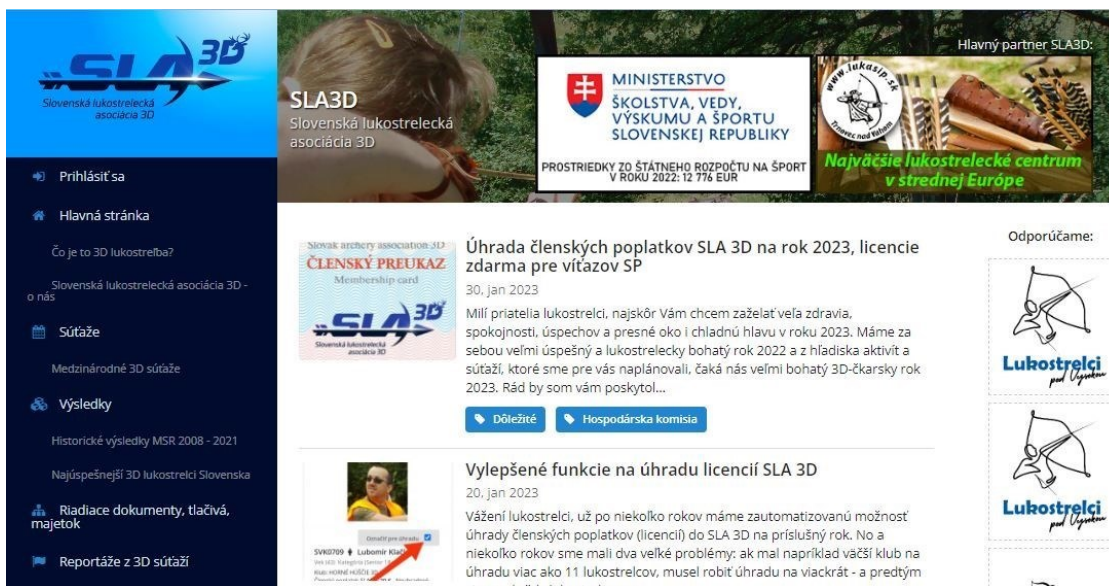 SLA 3D
Slovenská lukostrelecká
asociácia 3D
Prihlásiť sa
Hlavná stránka
Čo je to 3D lukostreľba?
Slovenská lukostrelecká asociácia 3D -
o nás
Súťaže
Medzinárodné 3D súťaže
Výsledky
Historické výsledky MSR 2008 - 2021
Najúspešnejší 3D lukostrelci Slovenska
Riadiace dokumenty, tlačivá,
majetok
Reportáže z 3D súťaží
SLA3D
Slovenská lukostrelecká
asociácia 3D
MINISTERSTVO
ŠKOLSTVA, VEDY,
VÝSKUMU A ŠPORTU
SLOVENSKEJ REPUBLIKY
PROSTRIEDKY ZO ŠTÁTNEHO ROZPOČTU NA ŠPORT
V ROKU 2022: 12 776 EUR
Hlavný partner SLA3D:
www.lukasip.sk
Trnovec nad Váhom
Najväčšie lukostrelecké centrum
v strednej Európe
Slovak archery association 3D
ČLENSKÝ PREUKAZ
Membership card
SLA 3D
Slovenská lukostrelecká
asociácia 3D
Úhrada členských poplatkov SLA 3D na rok 2023, licencie
zdarma pre víťazov SP
30. jan 2023
Milí priatelia lukostrelci, najskôr Vám chcem zaželať veľa zdravia,
spokojnosti, úspechov a presné oko i chladnú hlavu v roku 2023. Máme za
sebou veľmi úspešný a lukostrelecky bohatý rok 2022 a z hľadiska aktivít a
súťaží, ktoré sme pre vás naplánovali, čaká nás veľmi bohatý 3D-čkarsky rok
2023. Rád by som vám poskytol...
Dôležité
Hospodárska komisia
Označiť pre úhradu
SVK0709
Lubomír
Klub: HORNÉ
Vylepšené funkcie na úhradu licencií SLA 3D
20. jan 2023
Vážení lukostrelci, už po niekoľko rokov máme zautomatizovanú možnosť
úhrady členských poplatkov (licencií) do SLA 3D na príslušný rok. No a
niekoľko rokov sme mali dva veľké problémy: ak mal napríklad väčší klub na
úhradu viac ako 11 lukostrelcov, musel robiť úhradu na viackrát - a predtým
Odporúčame:
Lukostrelci
pod Vysokou
Lukostrelci
pod Vysokou